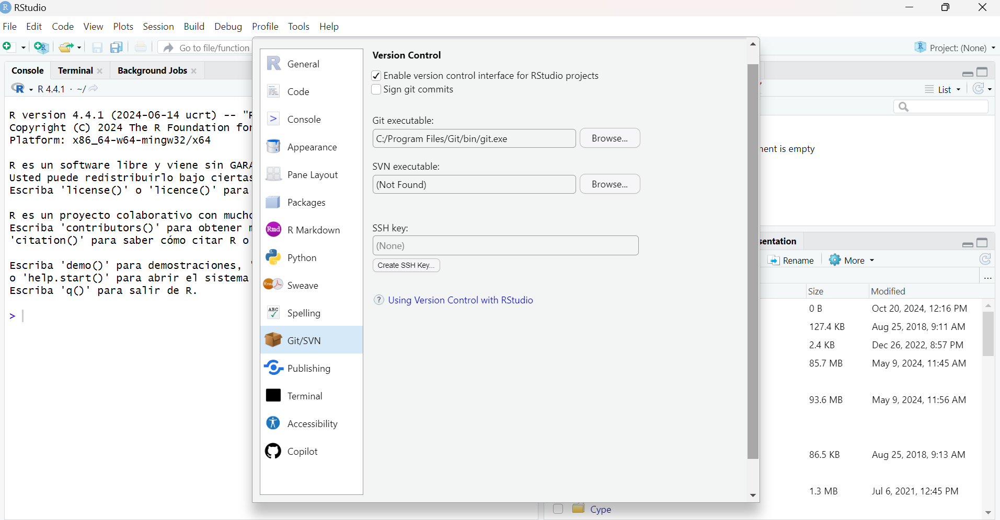 RStudio
File Edit Code View Plots Session Build Debug Profile Tools Help
Go to file/function
Project: (None)
Console Terminal Background Jobs
R 4.4.1 · ~/
R version 4.4.1 (2024-06-14 ucrt) -- "
Copyright (C) 2024 The R Foundation for
Platform: x86_64-w64-mingw32/x64
R es un software libre y viene sin GARA
Usted puede redistribuirlo bajo ciertas
Escriba 'license()' o 'licence()' para
R es un proyecto colaborativo con mucho
Escriba 'contributors()' para obtener
'citation()' para saber cómo citar R o
Escriba 'demo()' para demostraciones, '
o 'help.start()' para abrir el sistema
Escriba 'q()' para salir de R.
>
General
Code
Console
Appearance
Pane Layout
Packages
Rmd R Markdown
Python
Rnw Sweave
ABC Spelling
Git/SVN
Publishing
Terminal
Accessibility
Copilot
Version Control
Enable version control interface for RStudio projects
Sign git commits
Git executable:
C:/Program Files/Git/bin/git.exe Browse...
SVN executable:
(Not Found) Browse...
SSH key:
(None)
Create SSH Key...
? Using Version Control with RStudio
List
ment is empty
sentation
Rename More
...
Size Modified
0 B Oct 20, 2024, 12:16 PM
127.4 KB Aug 25, 2018, 9:11 AM
2.4 KB Dec 26, 2022, 8:57 PM
85.7 MB May 9, 2024, 11:45 AM
93.6 MB May 9, 2024, 11:56 AM
86.5 KB Aug 25, 2018, 9:13 AM
1.3 MB Jul 6, 2021, 12:45 PM
Cype